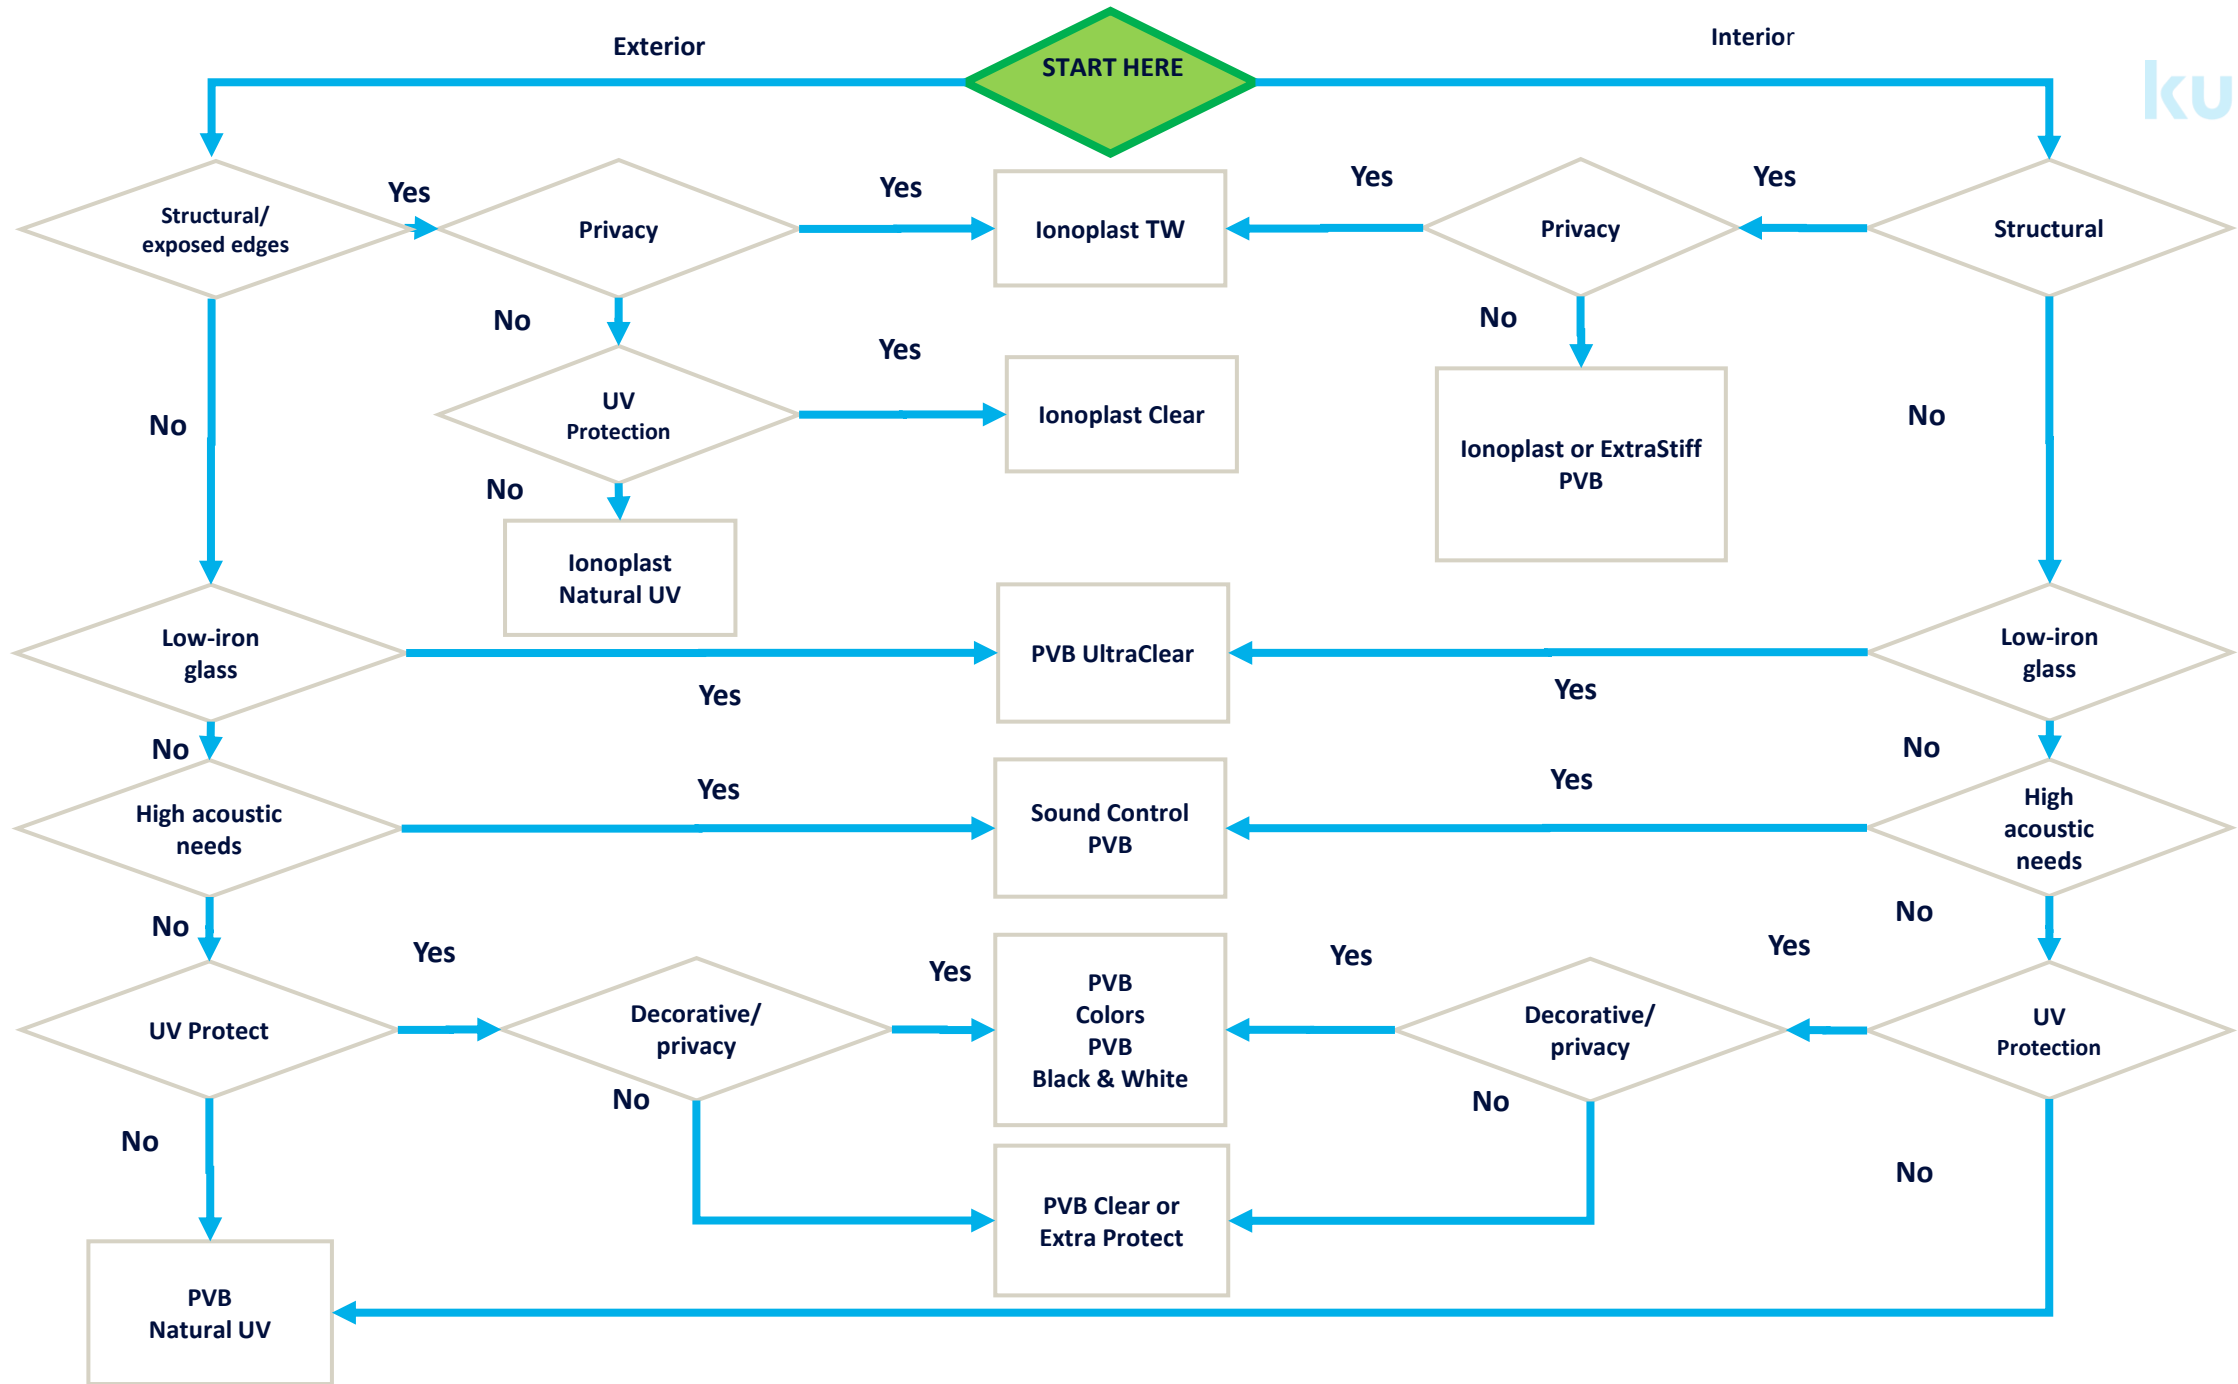 Exterior
START HERE
Interior
ku
Structural/
exposed edges
Yes
Privacy
Yes
Ionoplast TW
Yes
Privacy
Yes
Structural
No
No
No
UV
Protection
Yes
Ionoplast Clear
Ionoplast or ExtraStiff
PVB
No
No
Ionoplast
Natural UV
Low-iron
glass
Yes
PVB UltraClear
Yes
Low-iron
glass
No
No
High acoustic
needs
Yes
Sound Control
PVB
Yes
High
acoustic
needs
No
No
UV Protect
Yes
Decorative/
privacy
Yes
PVB
Colors
PVB
Black & White
Yes
Decorative/
privacy
Yes
UV
Protection
No
No
No
No
PVB Clear or
Extra Protect
PVB
Natural UV